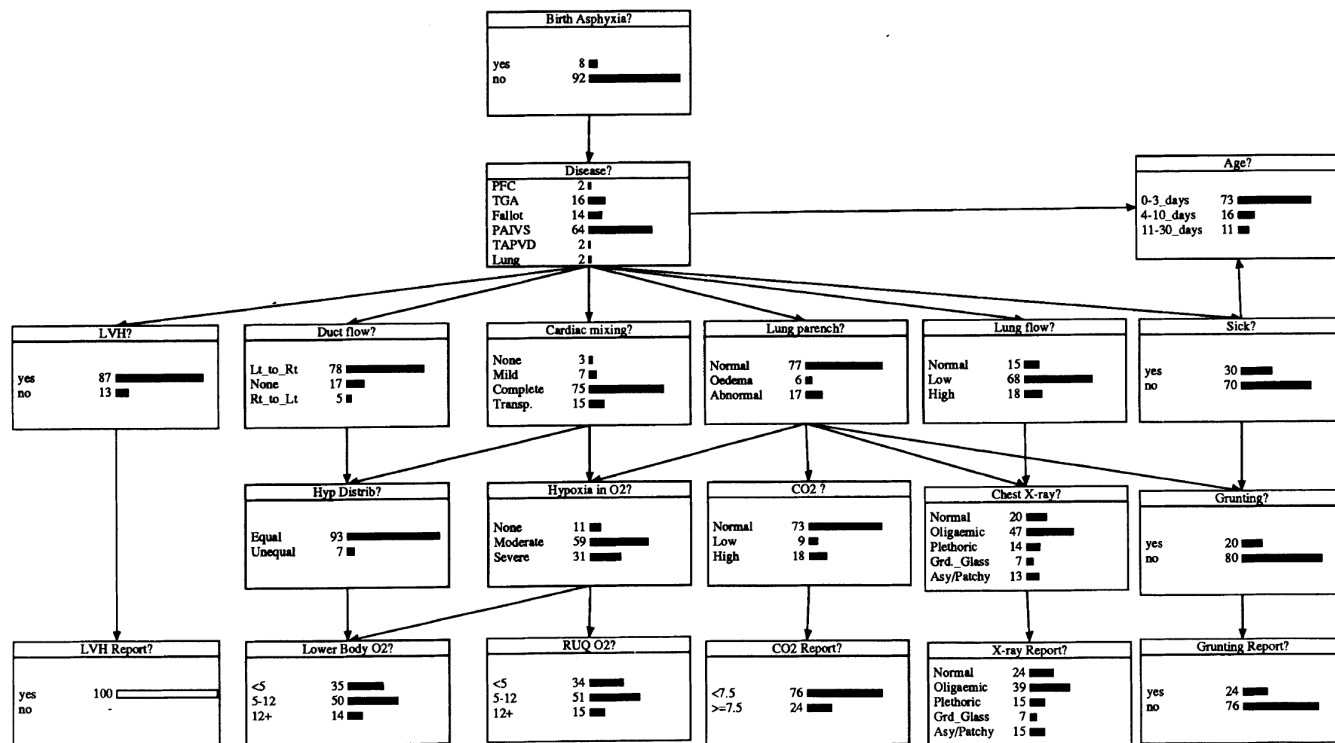 Birth Asphyxia?
yes 8
no 92
Disease?
PFC 2
TGA 16
Fallot 14
PAIVS 64
TAPVD 2
Lung 2
Age?
0-3_days 73
4-10_days 16
11-30_days 11
LVH?
yes 87
no 13
Duct flow?
Lt_to_Rt 78
None 17
Rt_to_Lt 5
Cardiac mixing?
None 3
Mild 7
Complete 75
Transp. 15
Lung parench?
Normal 77
Oedema 6
Abnormal 17
Lung flow?
Normal 15
Low 68
High 18
Sick?
yes 30
no 70
Hyp Distrib?
Equal 93
Unequal 7
Hypoxia in O2?
None 11
Moderate 59
Severe 31
CO2 ?
Normal 73
Low 9
High 18
Chest X-ray?
Normal 20
Oligaemic 47
Plethoric 14
Grd._Glass 7
Asy/Patchy 13
Grunting?
yes 20
no 80
LVH Report?
yes 100
no -
Lower Body O2?
<5 35
5-12 50
12+ 14
RUQ O2?
<5 34
5-12 51
12+ 15
CO2 Report?
<7.5 76
>=7.5 24
X-ray Report?
Normal 24
Oligaemic 39
Plethoric 15
Grd_Glass 7
Asy/Patchy 15
Grunting Report?
yes 24
no 76